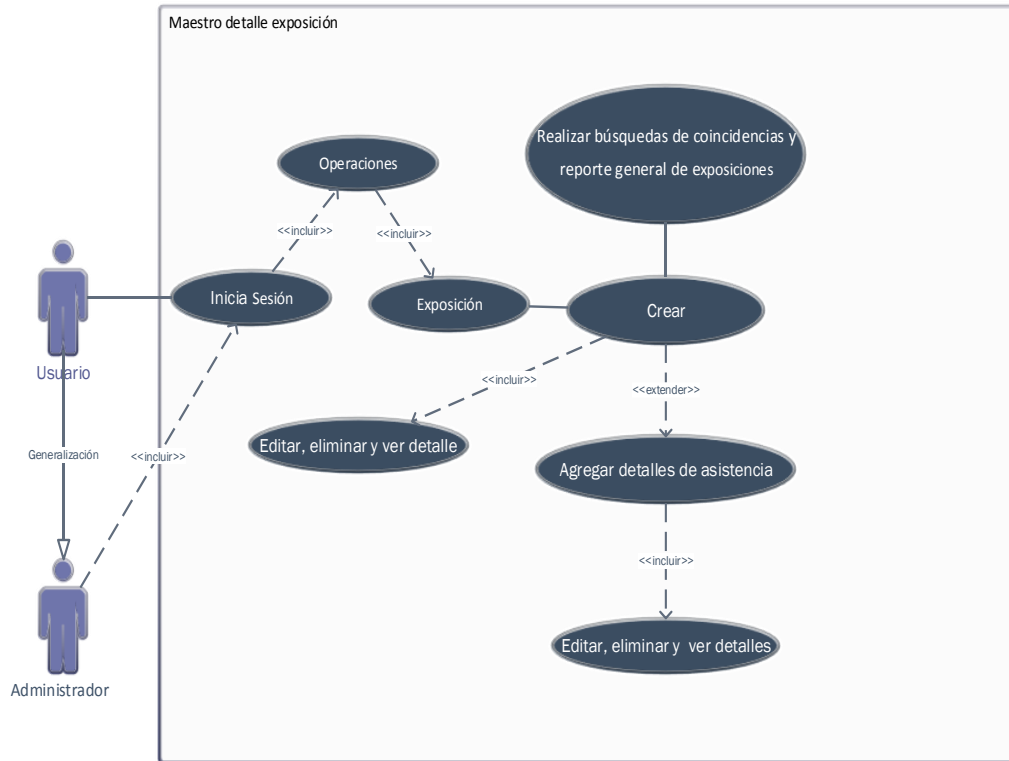 Maestro detalle exposición
Realizar búsquedas de coincidencias y
reporte general de exposiciones
Operaciones
<<incluir>>
<<incluir>>
Inicia Sesión
Exposición
Crear
Usuario
<<incluir>>
<<extender>>
Editar, eliminar y ver detalle
Generalización
<<incluir>>
Agregar detalles de asistencia
<<incluir>>
Editar, eliminar y ver detalles
Administrador